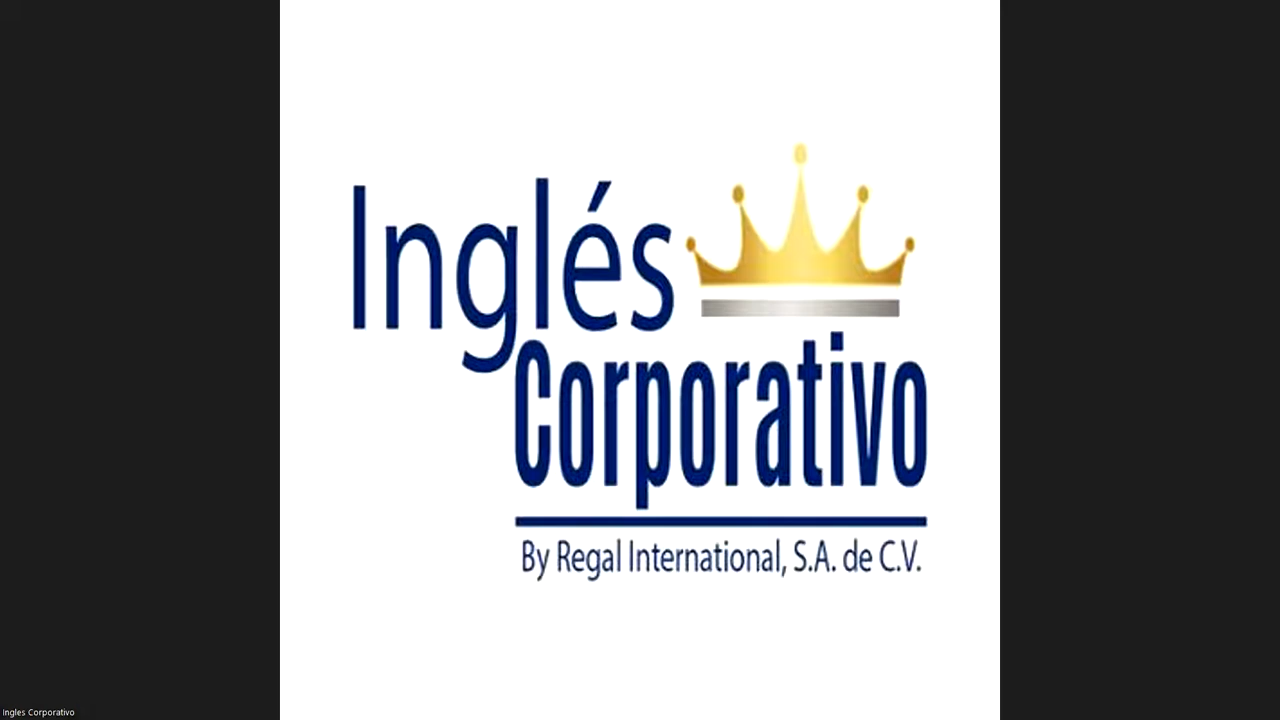 Inglés
Corporativo
By Regal International, S.A. de C.V.
Ingles Corporativo